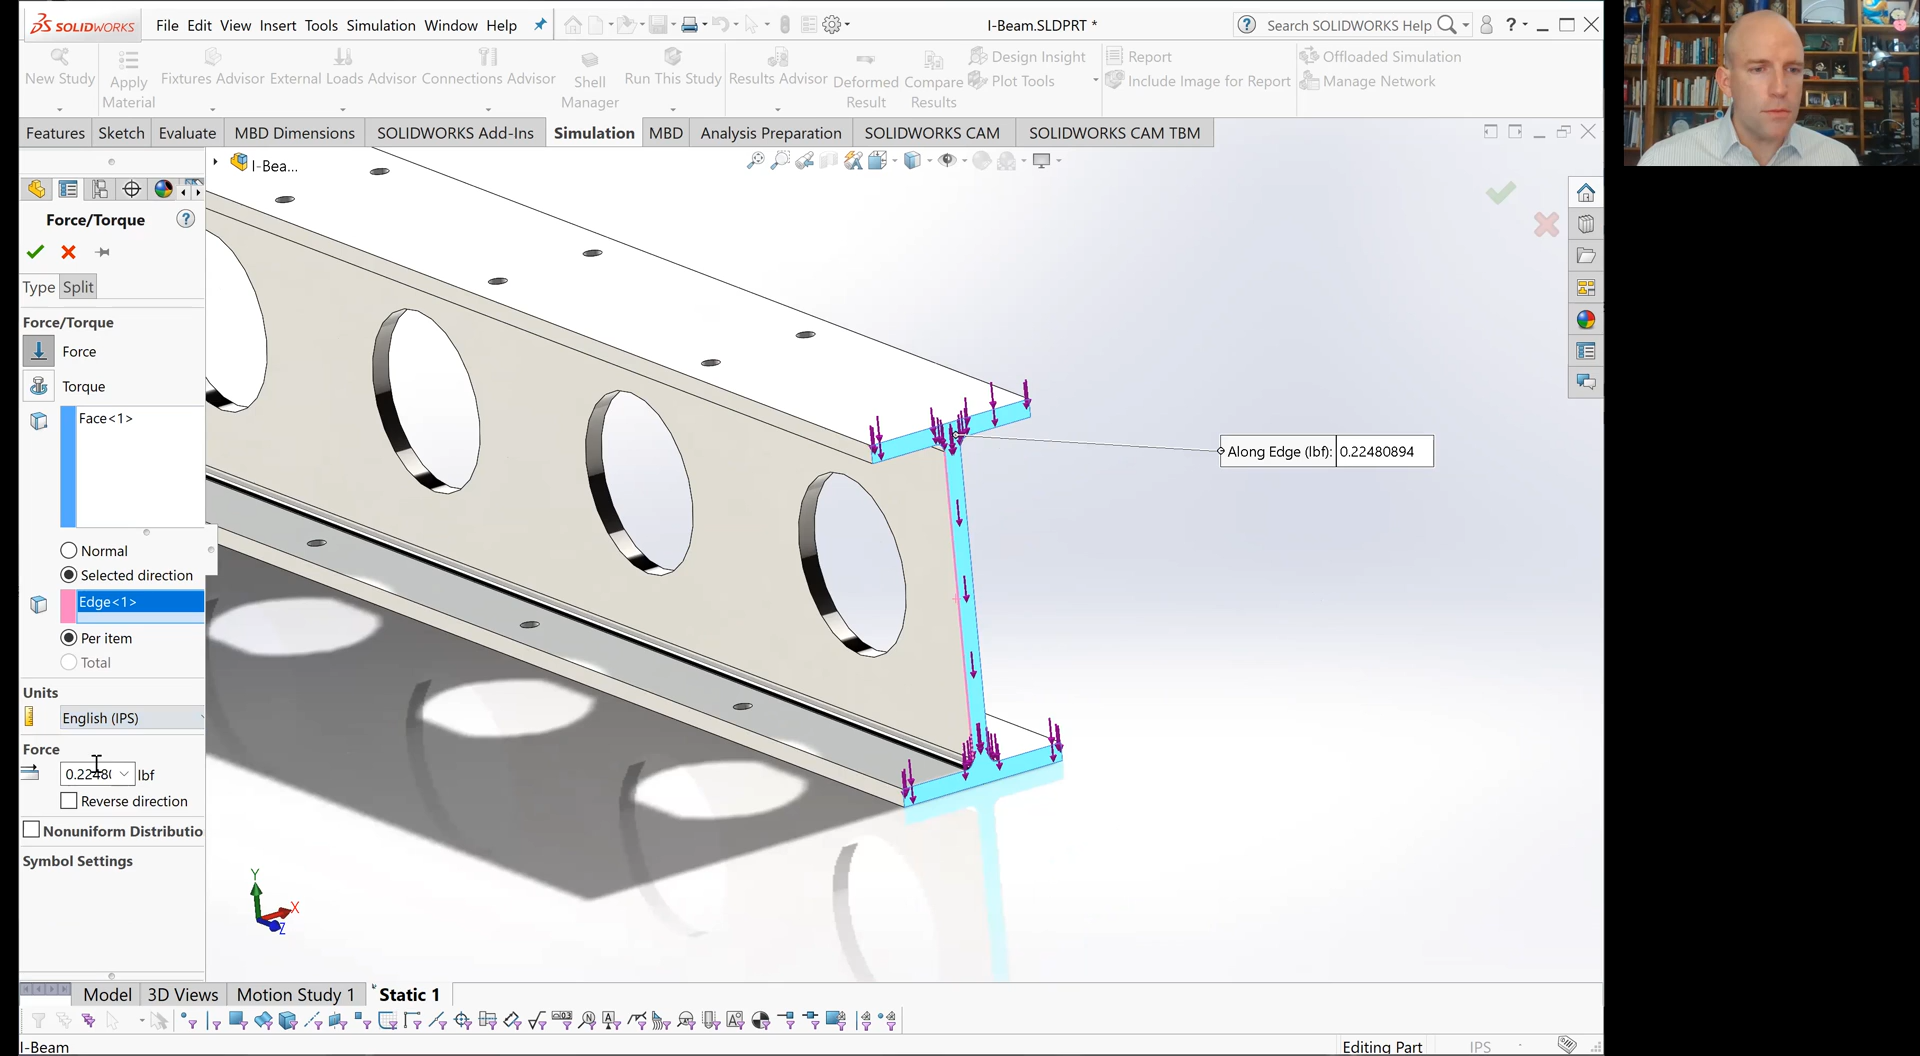 SOLIDWORKS
File Edit View Insert Tools Simulation Window Help
I-Beam.SLDPRT *
Search SOLIDWORKS Help
?
New Study
Apply Material
Fixtures Advisor
External Loads Advisor
Connections Advisor
Shell Manager
Run This Study
Results Advisor
Deformed Result
Compare Results
Design Insight
Plot Tools
Report
Include Image for Report
Offloaded Simulation
Manage Network
Features Sketch Evaluate MBD Dimensions SOLIDWORKS Add-Ins Simulation MBD Analysis Preparation SOLIDWORKS CAM SOLIDWORKS CAM TBM
I-Bea...
Force/Torque
?
Type Split
Force/Torque
Force
Torque
Face<1>
Normal
Selected direction
Edge<1>
Per item
Total
Units
English (IPS)
Force
0.2248( lbf
Reverse direction
Nonuniform Distributio
Symbol Settings
Along Edge (lbf): 0.22480894
Y
X
Z
Model 3D Views Motion Study 1 Static 1
I-Beam
Editing Part
IPS